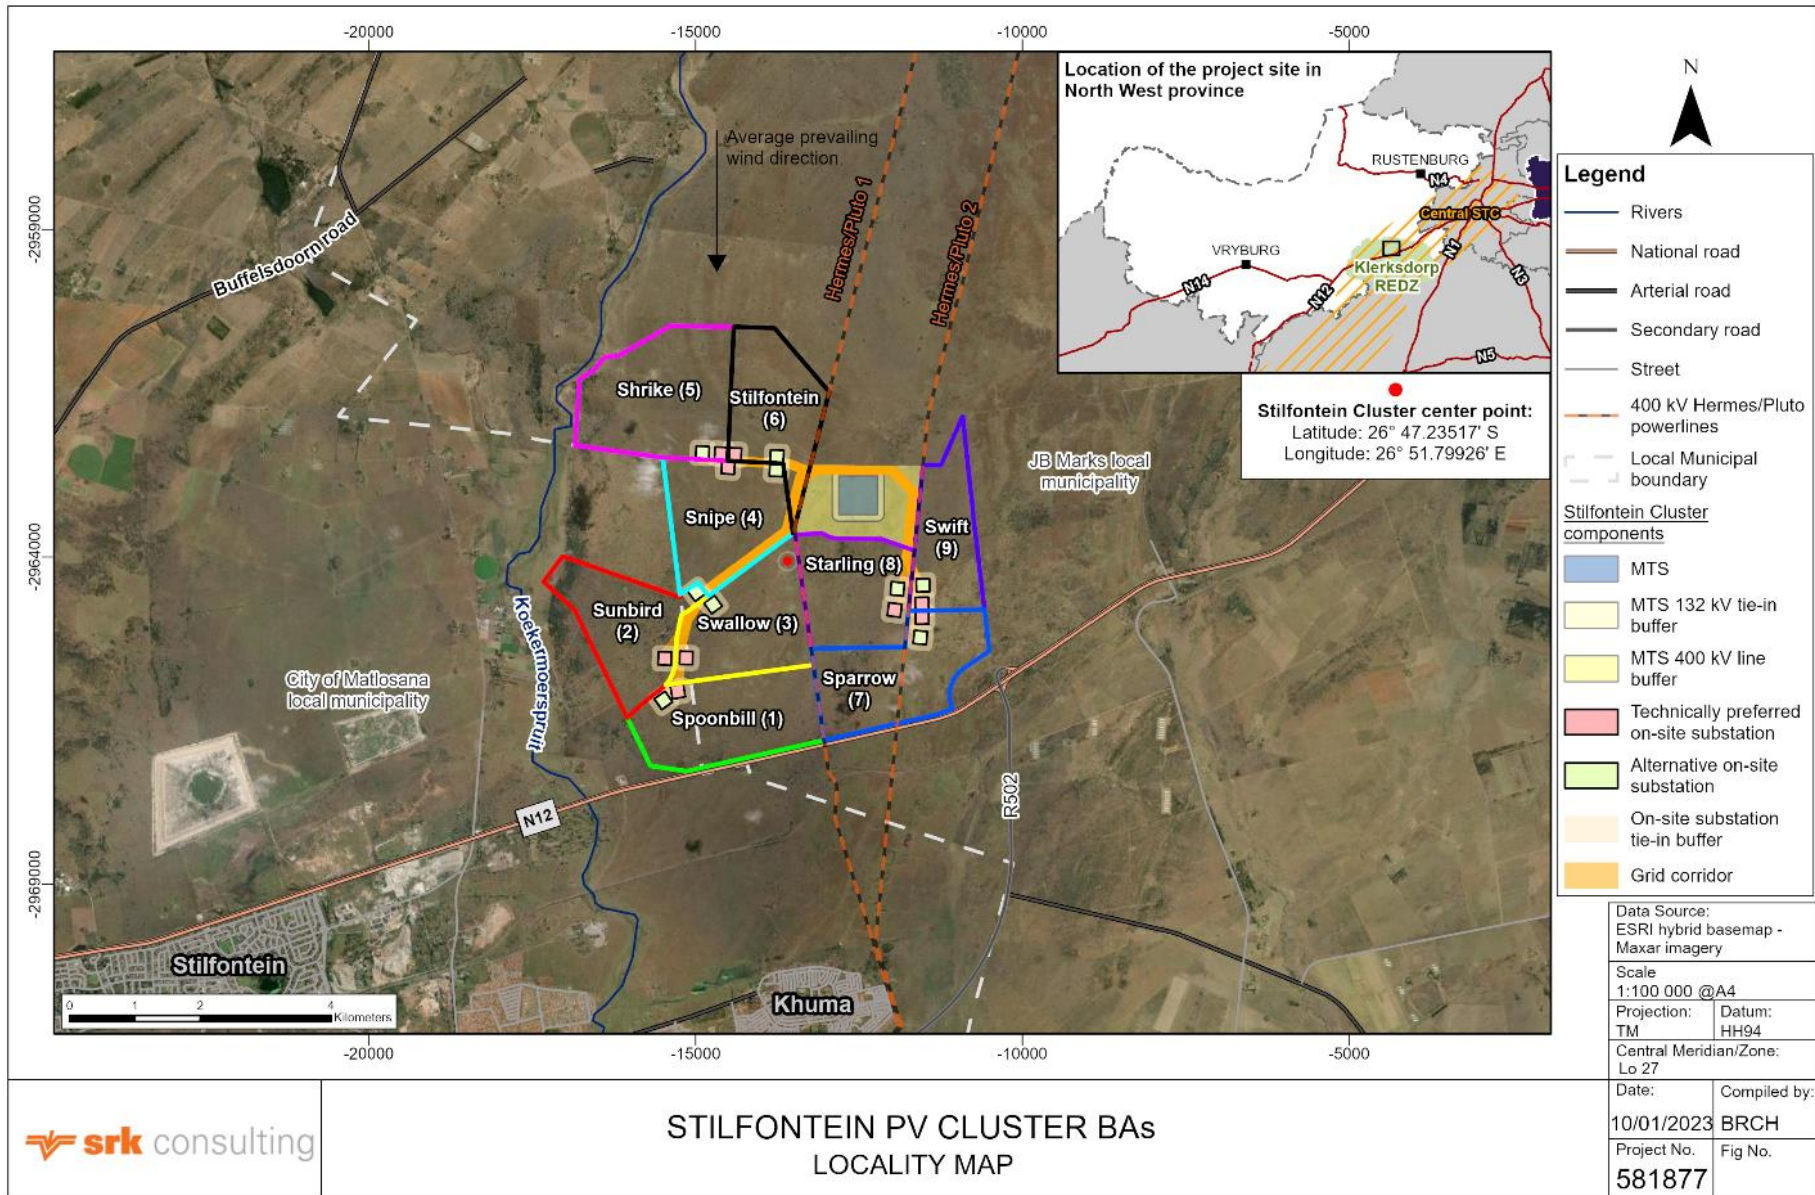 -20000
-15000
-10000
-5000
-2959000
-2964000
-2969000
-20000
-15000
-10000
-5000
Average prevailing
wind direction
Buffelsdoorn road
Hermes/Pluto 1
Hermes/Pluto 2
Shrike (5)
Stilfontein
(6)
Snipe (4)
Swift
(9)
Starling (8)
Sunbird
(2)
Swallow (3)
Sparrow
(7)
Spoonbill (1)
JB Marks local
municipality
City of Matlosana
local municipality
Koekermoerspruit
N12
R502
Stilfontein
Khuma
0
1
2
4
Kilometers
Location of the project site in
North West province
RUSTENBURG
N4
Central STC
VRYBURG
Klerksdorp
REDZ
N1
N3
N14
N12
N5
Stilfontein Cluster center point:
Latitude: 26° 47.23517' S
Longitude: 26° 51.79926' E
N
Legend
Rivers
National road
Arterial road
Secondary road
Street
400 kV Hermes/Pluto
powerlines
Local Municipal
boundary
Stilfontein Cluster
components
MTS
MTS 132 kV tie-in
buffer
MTS 400 kV line
buffer
Technically preferred
on-site substation
Alternative on-site
substation
On-site substation
tie-in buffer
Grid corridor
Data Source:
ESRI hybrid basemap -
Maxar imagery
Scale
1:100 000 @A4
Projection:
TM
Datum:
HH94
Central Meridian/Zone:
Lo 27
Date:
10/01/2023
Compiled by:
BRCH
Project No.
581877
Fig No.
srk consulting
STILFONTEIN PV CLUSTER BAs
LOCALITY MAP